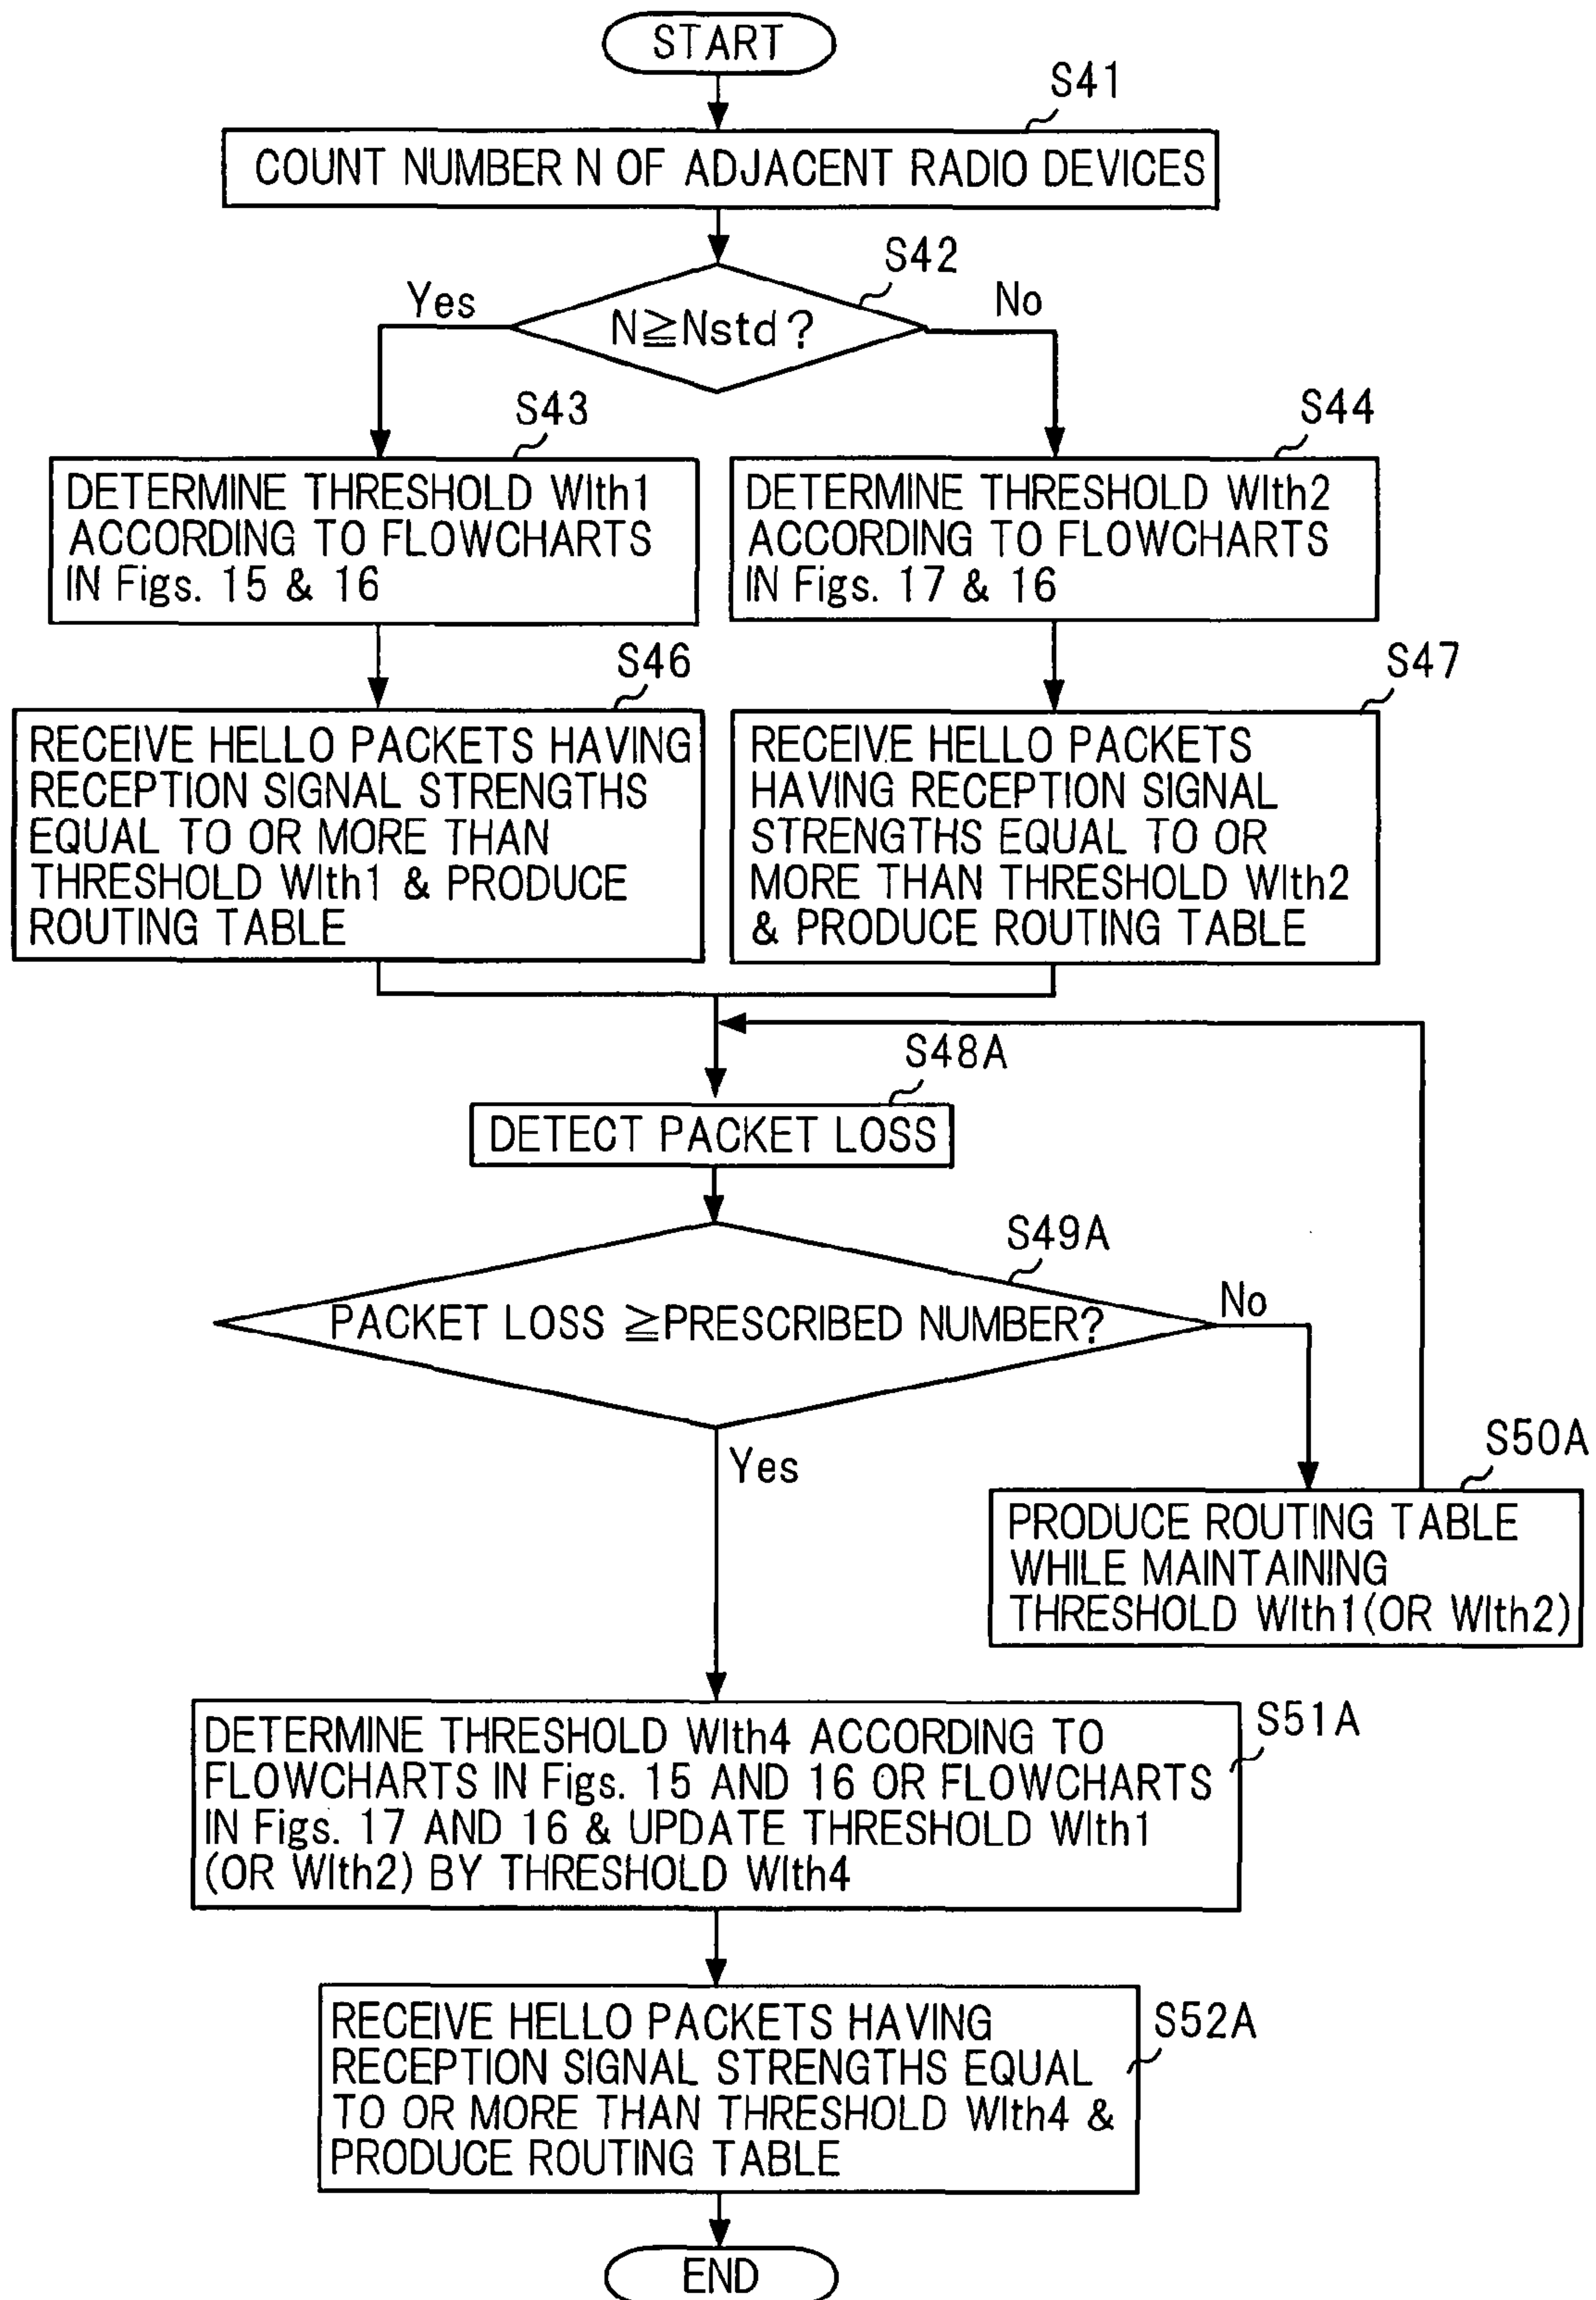 START
S41
COUNT NUMBER N OF ADJACENT RADIO DEVICES
S42
Yes
N≧Nstd?
No
S43
DETERMINE THRESHOLD WIth1
ACCORDING TO FLOWCHARTS
IN Figs. 15 & 16
S44
DETERMINE THRESHOLD WIth2
ACCORDING TO FLOWCHARTS
IN Figs. 17 & 16
S46
RECEIVE HELLO PACKETS HAVING
RECEPTION SIGNAL STRENGTHS
EQUAL TO OR MORE THAN
THRESHOLD WIth1 & PRODUCE
ROUTING TABLE
S47
RECEIVE HELLO PACKETS
HAVING RECEPTION SIGNAL
STRENGTHS EQUAL TO OR
MORE THAN THRESHOLD WIth2
& PRODUCE ROUTING TABLE
S48A
DETECT PACKET LOSS
S49A
PACKET LOSS ≧PRESCRIBED NUMBER?
No
Yes
S50A
PRODUCE ROUTING TABLE
WHILE MAINTAINING
THRESHOLD WIth1(OR WIth2)
S51A
DETERMINE THRESHOLD WIth4 ACCORDING TO
FLOWCHARTS IN Figs. 15 AND 16 OR FLOWCHARTS
IN Figs. 17 AND 16 & UPDATE THRESHOLD WIth1
(OR WIth2) BY THRESHOLD WIth4
S52A
RECEIVE HELLO PACKETS HAVING
RECEPTION SIGNAL STRENGTHS EQUAL
TO OR MORE THAN THRESHOLD WIth4 &
PRODUCE ROUTING TABLE
END